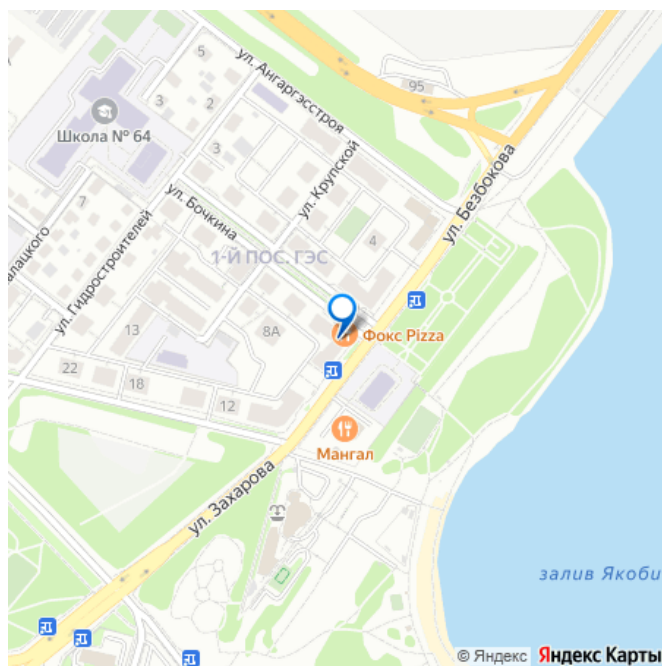 95
5
ул. Ангаргэсстроя
3
2
Школа № 64
3
ул. Крупской
ул. Безбокова
7
ул. Бочкина
4
1-Й ПОС. ГЭС
алацкого
ул. Гидростроителей
13
8А
Фокс Pizza
22
18
12
Мангал
ул. Захарова
залив Якоби
© Яндекс Яндекс Карты